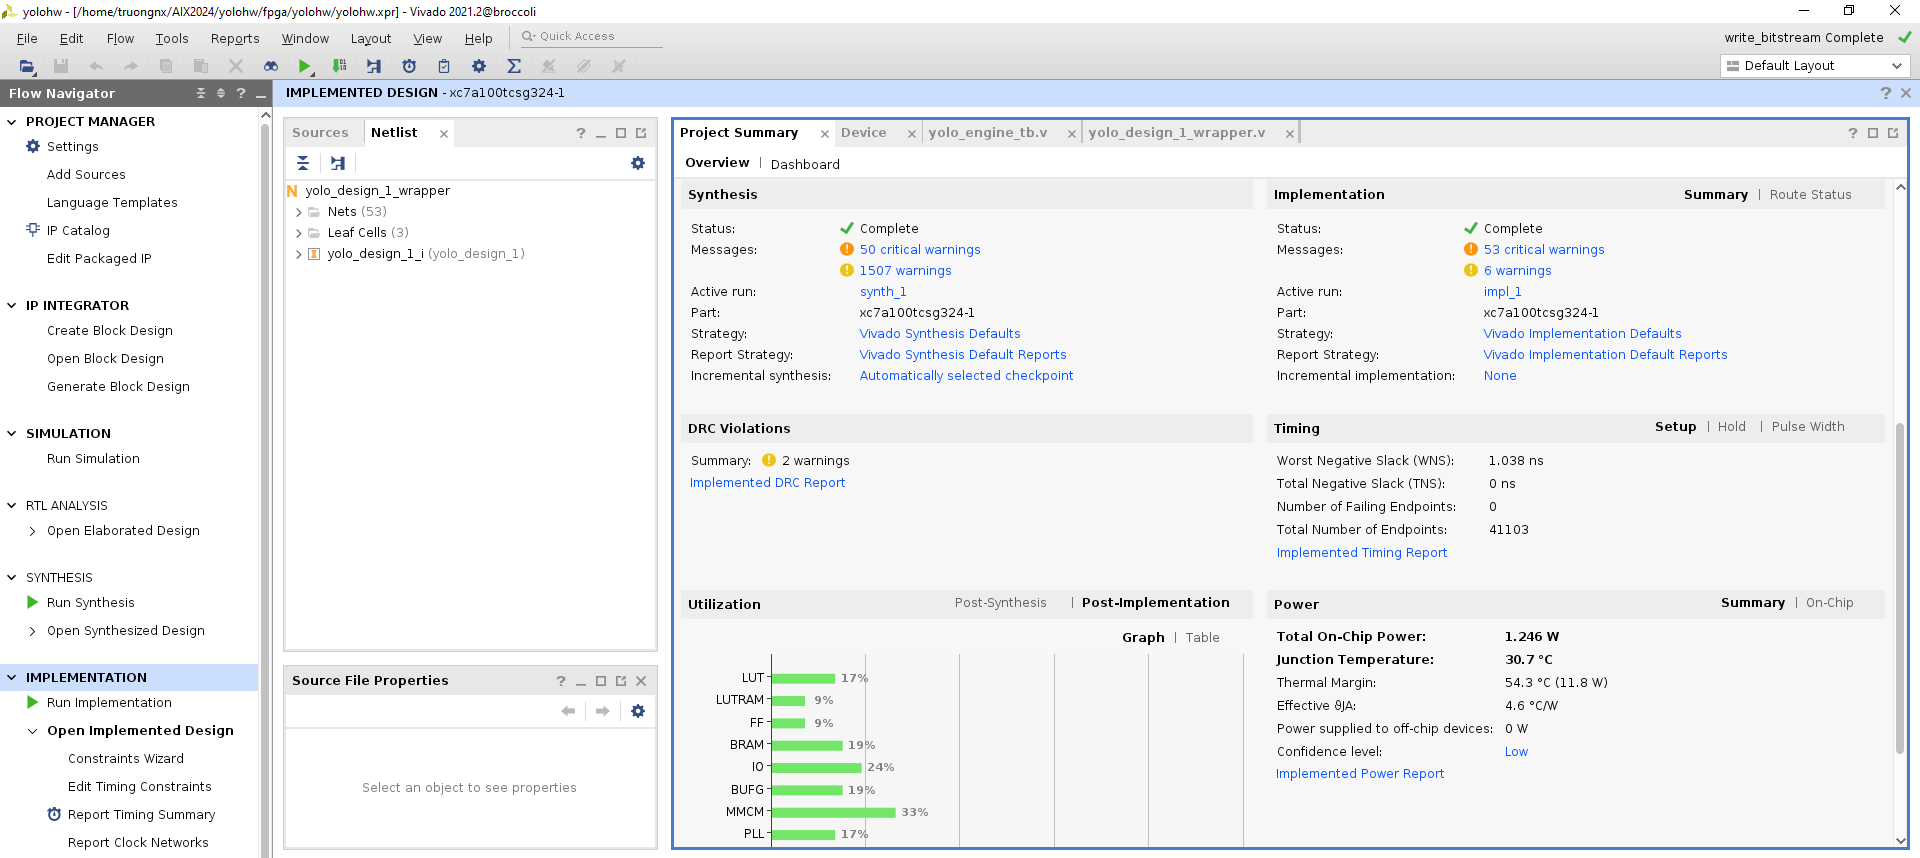 yolohw - [/home/truongnx/AIX2024/yolohw/fpga/yolohw/yolohw.xpr] - Vivado 2021.2@broccoli
File Edit Flow Tools Reports Window Layout View Help Quick Access
write_bitstream Complete
Default Layout
Flow Navigator
PROJECT MANAGER
Settings
Add Sources
Language Templates
IP Catalog
Edit Packaged IP
IP INTEGRATOR
Create Block Design
Open Block Design
Generate Block Design
SIMULATION
Run Simulation
RTL ANALYSIS
Open Elaborated Design
SYNTHESIS
Run Synthesis
Open Synthesized Design
IMPLEMENTATION
Run Implementation
Open Implemented Design
Constraints Wizard
Edit Timing Constraints
Report Timing Summary
Report Clock Networks
IMPLEMENTED DESIGN - xc7a100tcsg324-1
Sources Netlist
yolo_design_1_wrapper
Nets (53)
Leaf Cells (3)
yolo_design_1_i (yolo_design_1)
Source File Properties
Select an object to see properties
Project Summary Device yolo_engine_tb.v yolo_design_1_wrapper.v
Overview | Dashboard
Synthesis
Status: Complete
Messages: 50 critical warnings
1507 warnings
Active run: synth_1
Part: xc7a100tcsg324-1
Strategy: Vivado Synthesis Defaults
Report Strategy: Vivado Synthesis Default Reports
Incremental synthesis: Automatically selected checkpoint
Implementation Summary | Route Status
Status: Complete
Messages: 53 critical warnings
6 warnings
Active run: impl_1
Part: xc7a100tcsg324-1
Strategy: Vivado Implementation Defaults
Report Strategy: Vivado Implementation Default Reports
Incremental implementation: None
DRC Violations
Summary: 2 warnings
Implemented DRC Report
Timing Setup | Hold | Pulse Width
Worst Negative Slack (WNS): 1.038 ns
Total Negative Slack (TNS): 0 ns
Number of Failing Endpoints: 0
Total Number of Endpoints: 41103
Implemented Timing Report
Utilization Post-Synthesis | Post-Implementation
Graph | Table
LUT 17%
LUTRAM 9%
FF 9%
BRAM 19%
IO 24%
BUFG 19%
MMCM 33%
PLL 17%
Power Summary | On-Chip
Total On-Chip Power: 1.246 W
Junction Temperature: 30.7 °C
Thermal Margin: 54.3 °C (11.8 W)
Effective ϑJA: 4.6 °C/W
Power supplied to off-chip devices: 0 W
Confidence level: Low
Implemented Power Report